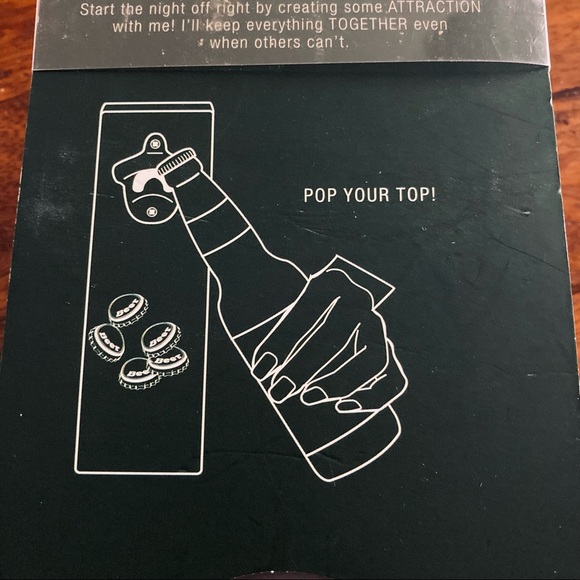 Start the night off right by creating some ATTRACTION
with me! I'll keep everything TOGETHER even
when others can't.
POP YOUR TOP!
Beer
Beer
Beer
Beer
Beer